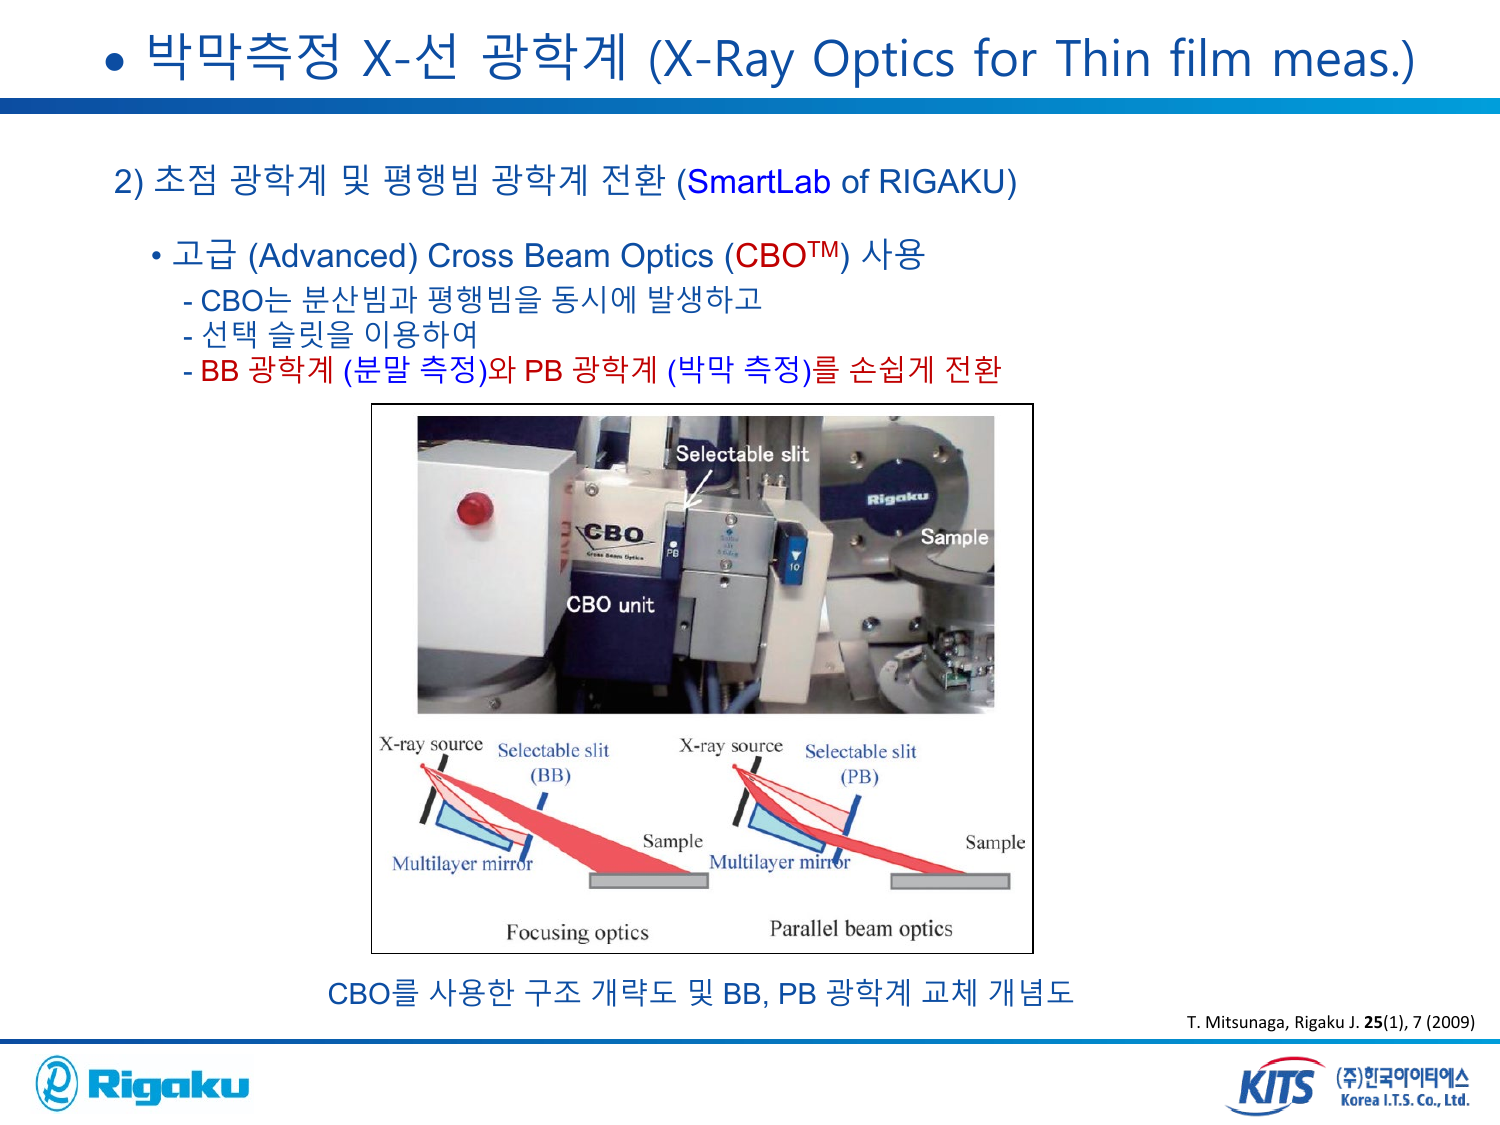 • 박막측정 X-선 광학계 (X-Ray Optics for Thin film meas.)
2) 초점 광학계 및 평행빔 광학계 전환 (SmartLab of RIGAKU)
• 고급 (Advanced) Cross Beam Optics (CBO™) 사용
- CBO는 분산빔과 평행빔을 동시에 발생하고
- 선택 슬릿을 이용하여
- BB 광학계 (분말 측정)와 PB 광학계 (박막 측정)를 손쉽게 전환
Selectable slit
Rigaku
Sample
CBO
Cross Beam Optics
PB
10
CBO unit
X-ray source
Selectable slit
(BB)
Sample
Multilayer mirror
Focusing optics
X-ray source
Selectable slit
(PB)
Sample
Multilayer mirror
Parallel beam optics
CBO를 사용한 구조 개략도 및 BB, PB 광학계 교체 개념도
T. Mitsunaga, Rigaku J. 25(1), 7 (2009)
Rigaku
KITS
(주)한국아이티에스
Korea I.T.S. Co., Ltd.